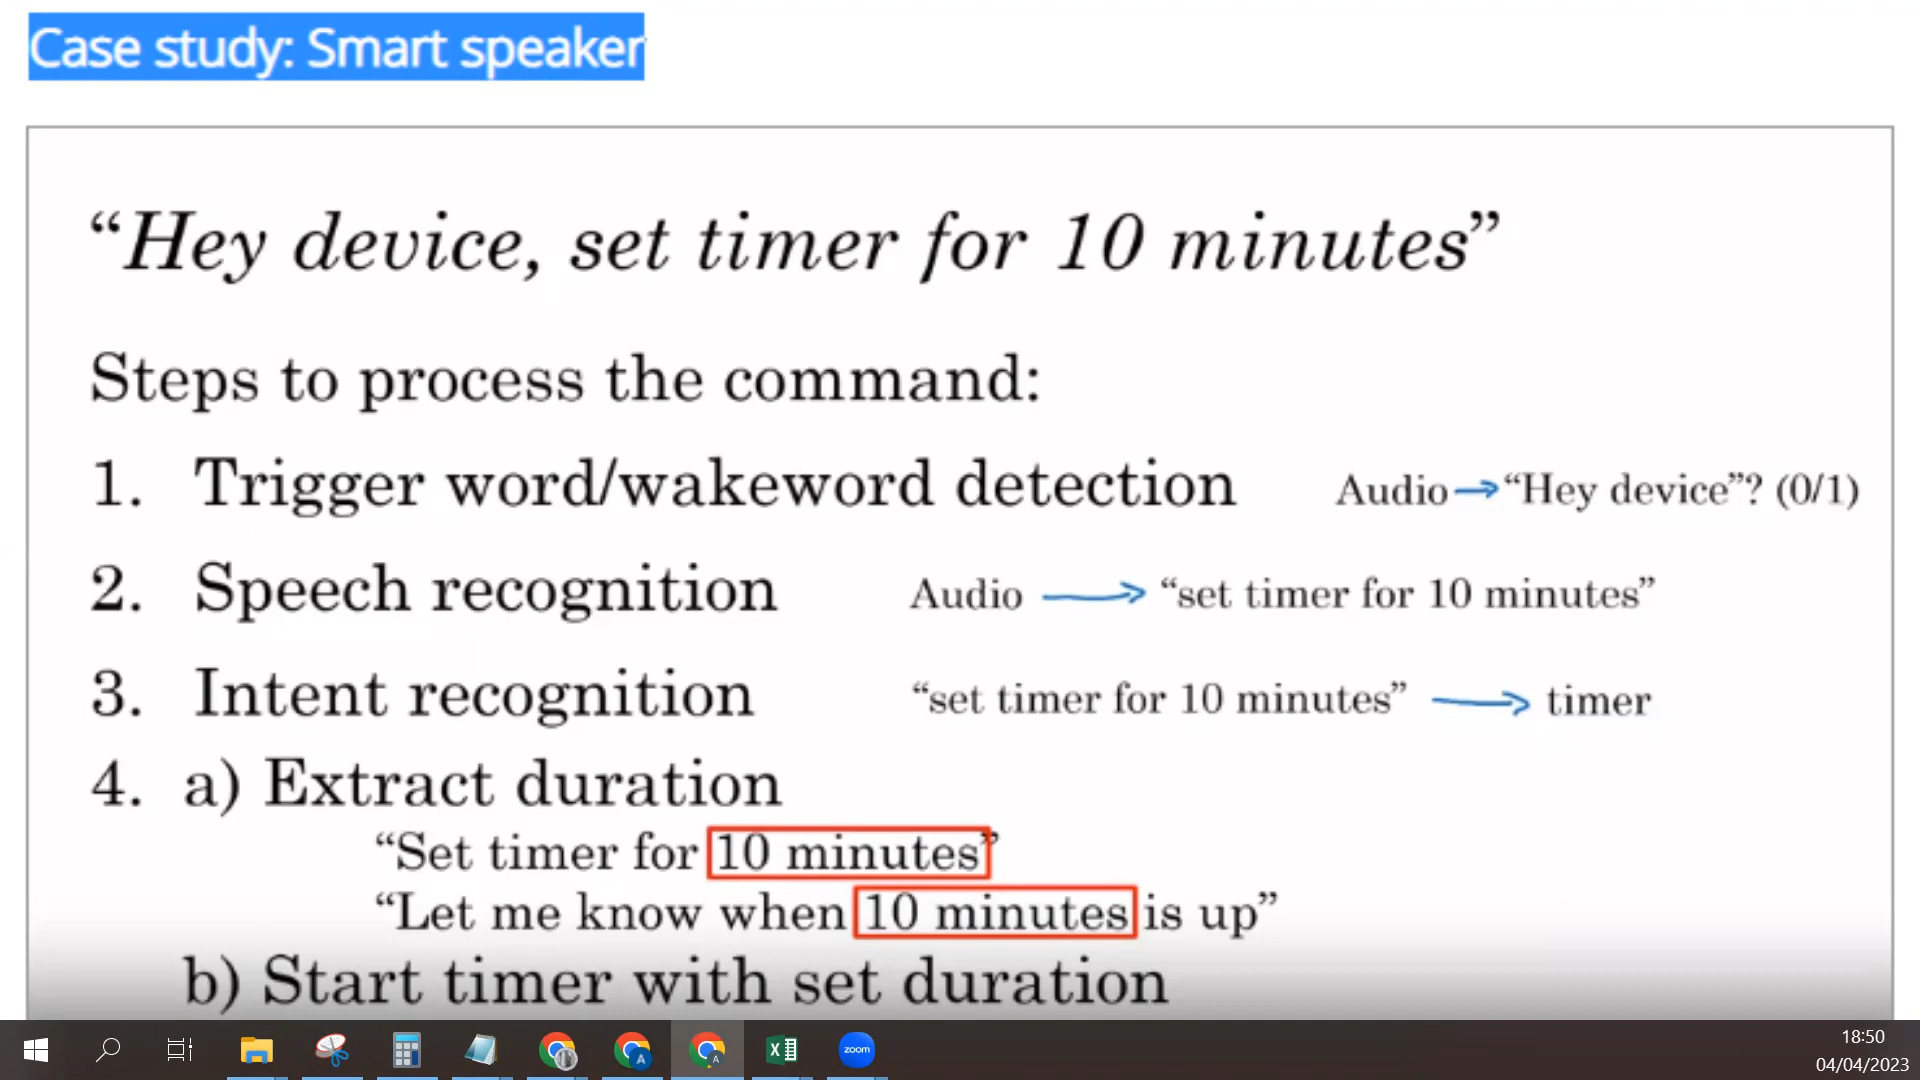 Case study: Smart speaker
“Hey device, set timer for 10 minutes”
Steps to process the command:
1. Trigger word/wakeword detection Audio → “Hey device”? (0/1)
2. Speech recognition Audio → “set timer for 10 minutes”
3. Intent recognition “set timer for 10 minutes” → timer
4. a) Extract duration
“Set timer for 10 minutes”
“Let me know when 10 minutes is up”
b) Start timer with set duration
A
A
X
zoom
18:50
04/04/2023